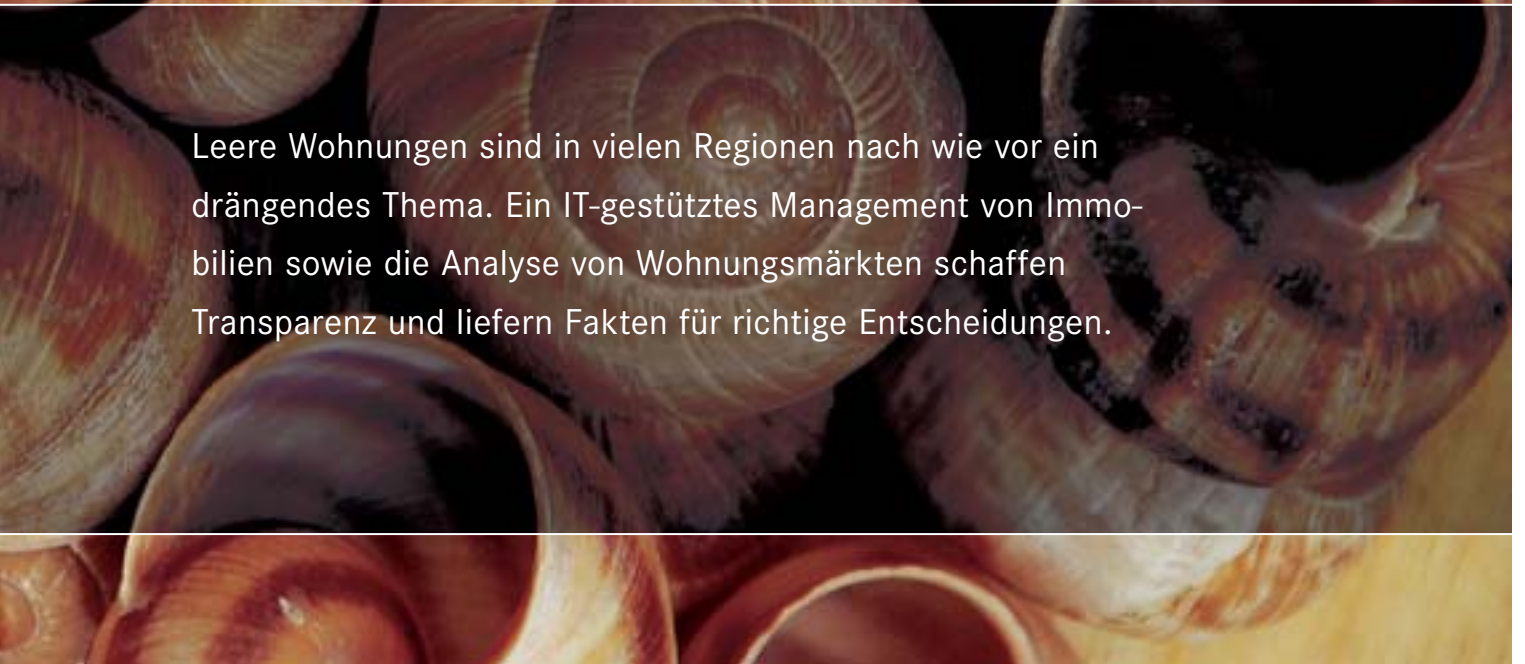 Leere Wohnungen sind in vielen Regionen nach wie vor ein
drängendes Thema. Ein IT-gestütztes Management von Immo-
bilien sowie die Analyse von Wohnungsmärkten schaffen
Transparenz und liefern Fakten für richtige Entscheidungen.